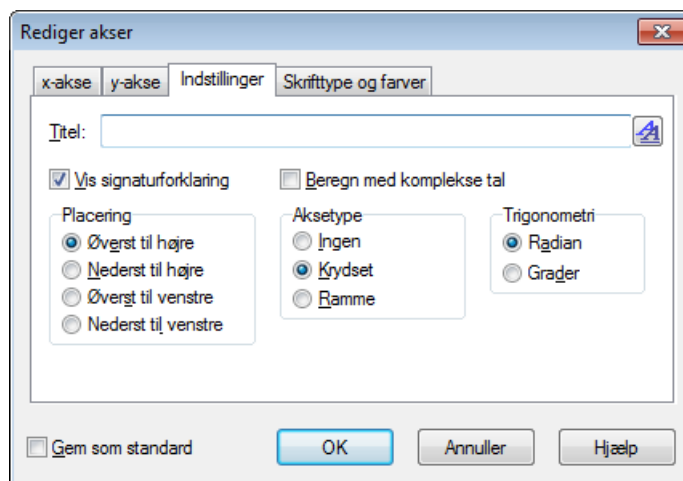 Rediger akser
x-akse y-akse Indstillinger Skrifttype og farver
Titel:
Vis signaturforklaring Beregn med komplekse tal
Placering
Øverst til højre
Nederst til højre
Øverst til venstre
Nederst til venstre
Aksetype
Ingen
Krydset
Ramme
Trigonometri
Radian
Grader
Gem som standard OK Annuller Hjælp